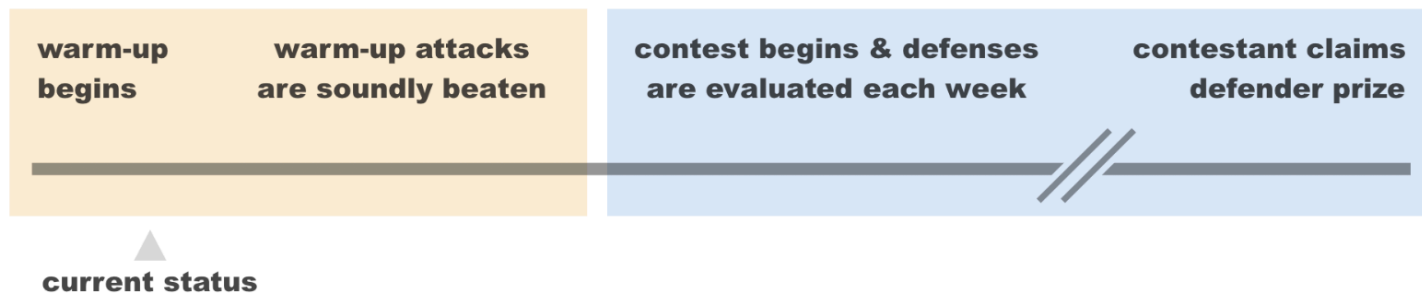 warm-up
begins
warm-up attacks
are soundly beaten
contest begins & defenses
are evaluated each week
contestant claims
defender prize
current status